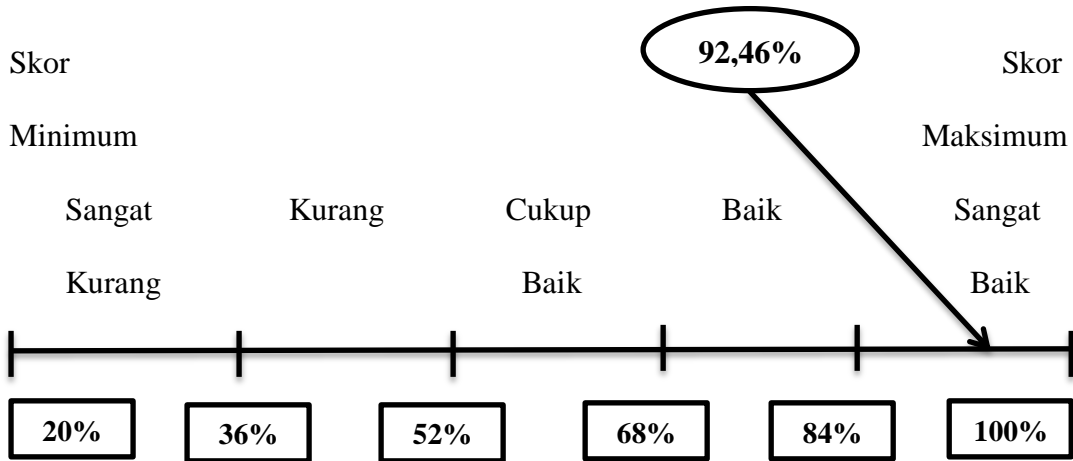 92,46%
Skor Skor
Minimum Maksimum
Sangat Kurang Cukup Baik Sangat
Kurang Baik Baik
20% 36% 52% 68% 84% 100%